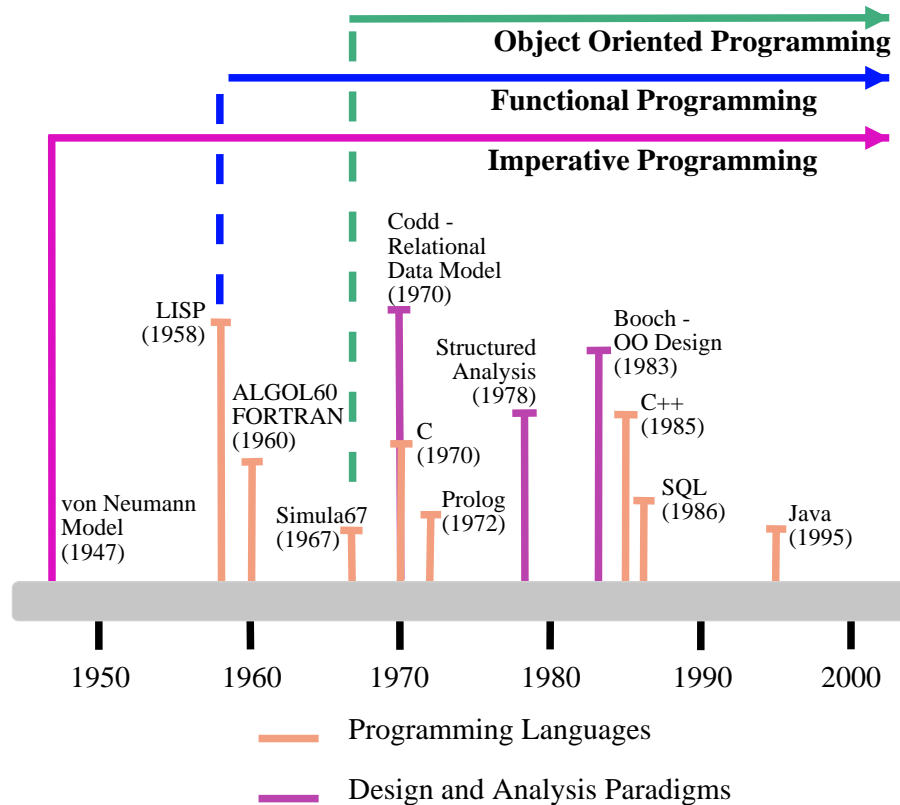 Object Oriented Programming
Functional Programming
Imperative Programming
Codd -
Relational
Data Model
(1970)
LISP
(1958)
Booch -
OO Design
(1983)
Structured
Analysis
(1978)
ALGOL60
FORTRAN
(1960)
C++
(1985)
C
(1970)
von Neumann
Model
(1947)
Simula67
(1967)
Prolog
(1972)
SQL
(1986)
Java
(1995)
1950
1960
1970
1980
1990
2000
Programming Languages
Design and Analysis Paradigms